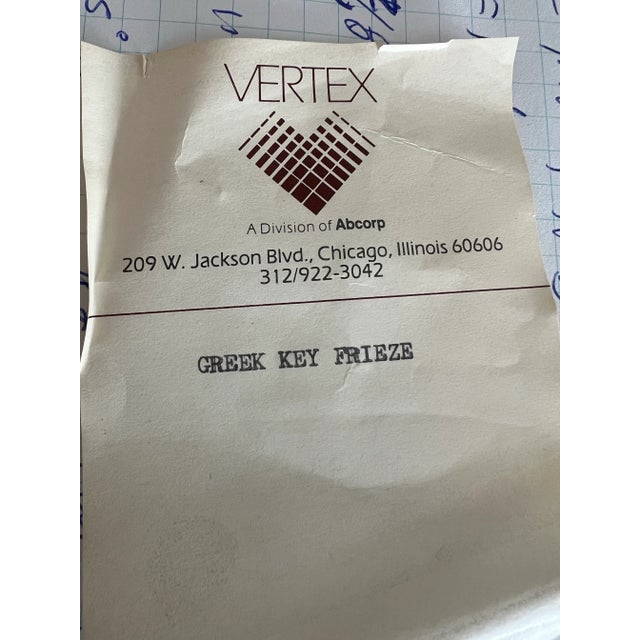 VERTEX
A Division of Abcorp
209 W. Jackson Blvd., Chicago, Illinois 60606
312/922-3042
GREEK KEY FRIEZE